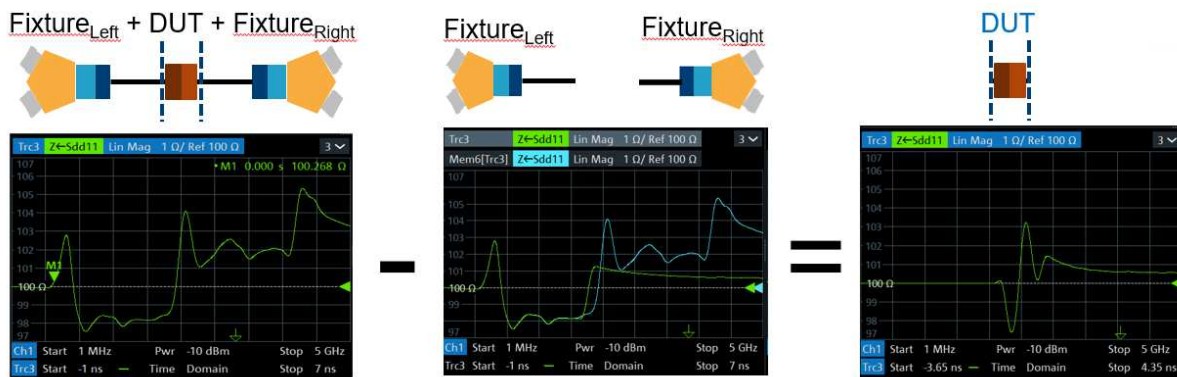 Fixture_Left + DUT + Fixture_Right
Trc3 Z←Sdd11 Lin Mag 1 Ω/ Ref 100 Ω 3
107
•M1 0.000 s 100.268 Ω
106
105
104
103
102
101
M1
100 Ω
99
98
97
Ch1 Start 1 MHz Pwr -10 dBm Stop 5 GHz
Trc3 Start -1 ns Time Domain Stop 7 ns
-
Fixture_Left Fixture_Right
Trc3 Z←Sdd11 Lin Mag 1 Ω/ Ref 100 Ω 3
Mem6[Trc3] Z←Sdd11 Lin Mag 1 Ω/ Ref 100 Ω
107
106
105
104
103
102
101
100 Ω
99
98
97
Ch1 Start 1 MHz Pwr -10 dBm Stop 5 GHz
Trc3 Start -1 ns Time Domain Stop 7 ns
=
DUT
Trc3 Z←Sdd11 Lin Mag 1 Ω/ Ref 100 Ω 3
107
106
105
104
103
102
101
100 Ω
99
98
97
Ch1 Start 1 MHz Pwr -10 dBm Stop 5 GHz
Trc3 Start -3.65 ns Time Domain Stop 4.35 ns